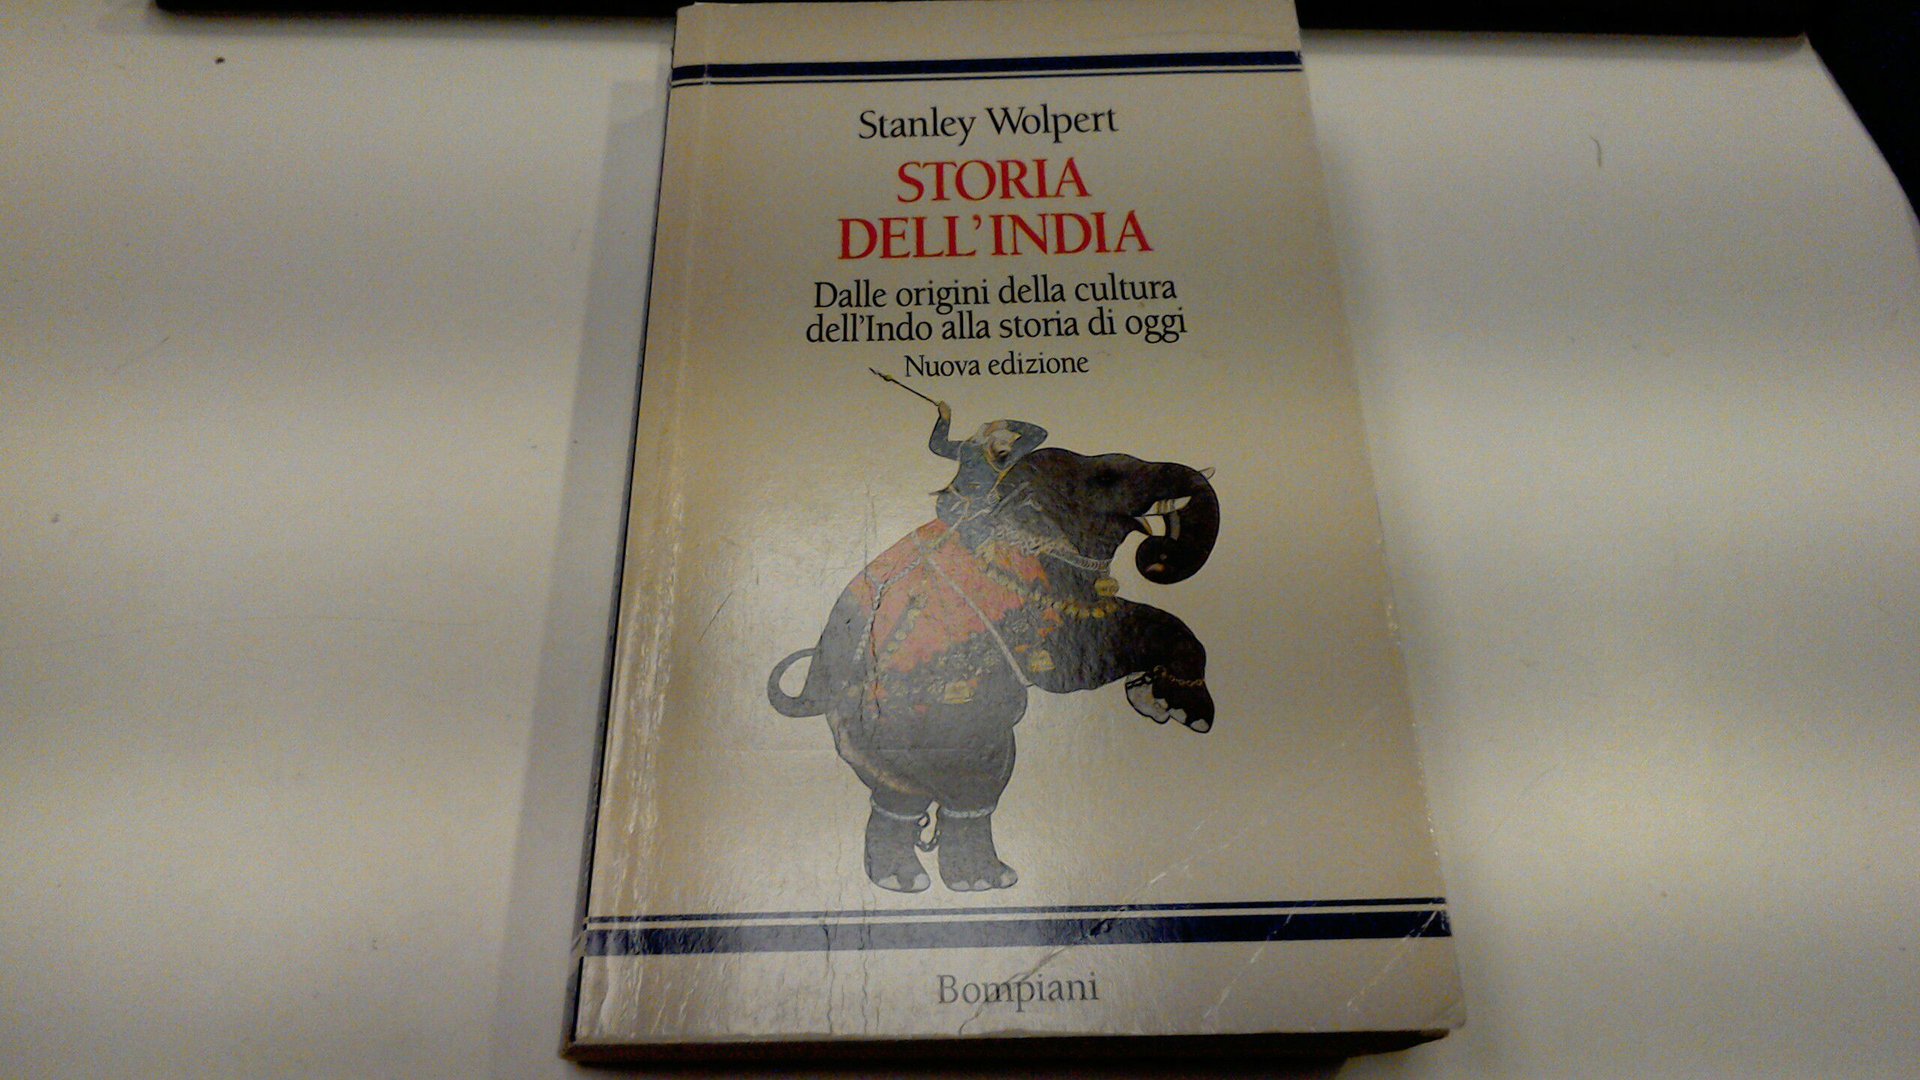 Stanley Wolpert
STORIA
DELL'INDIA
Dalle origini della cultura
dell'Indo alla storia di oggi
Nuova edizione
Bompiani